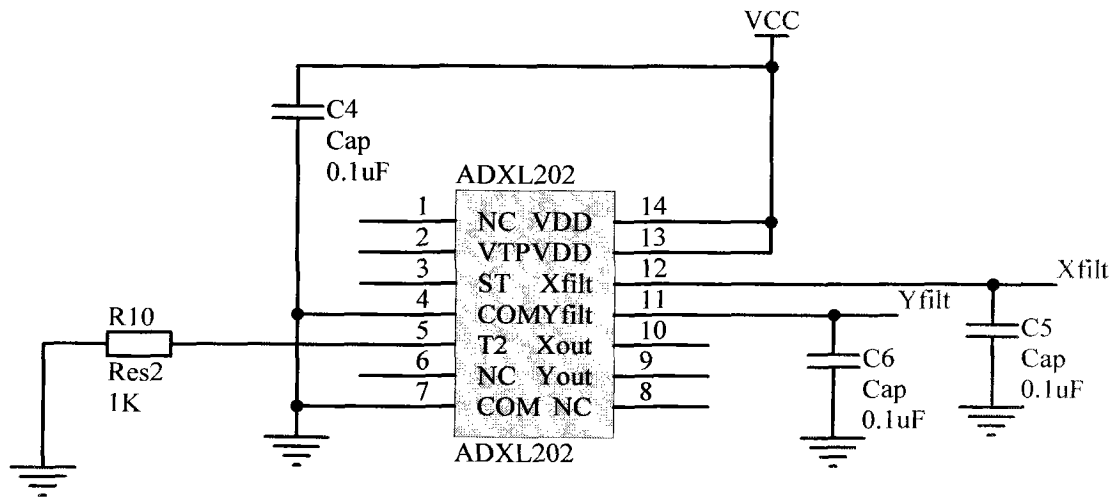 VCC
C4
Cap
0.1uF
ADXL202
1 NC VDD 14
2 VTPVDD 13
3 ST Xfilt 12 Xfilt
4 COMYfilt 11 Yfilt
R10
5 T2 Xout 10
C5
Cap
0.1uF
Res2
1K
6 NC Yout 9
C6
Cap
0.1uF
7 COM NC 8
ADXL202